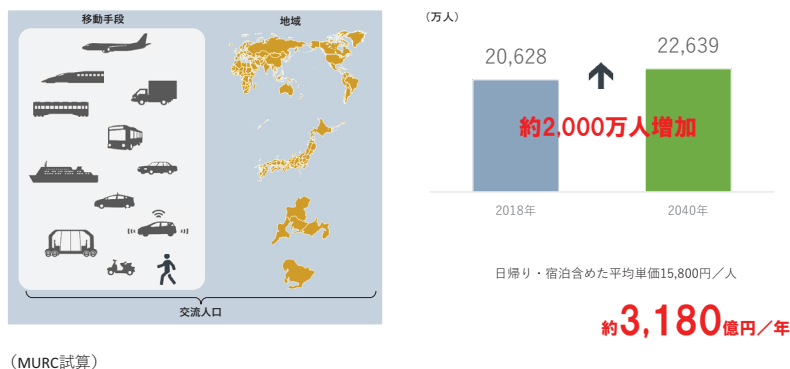 移動手段
地域
交流人口
(万人)
20,628
22,639
約2,000万人増加
2018年
2040年
日帰り・宿泊含めた平均単価15,800円／人
約3,180億円／年
（MURC試算）